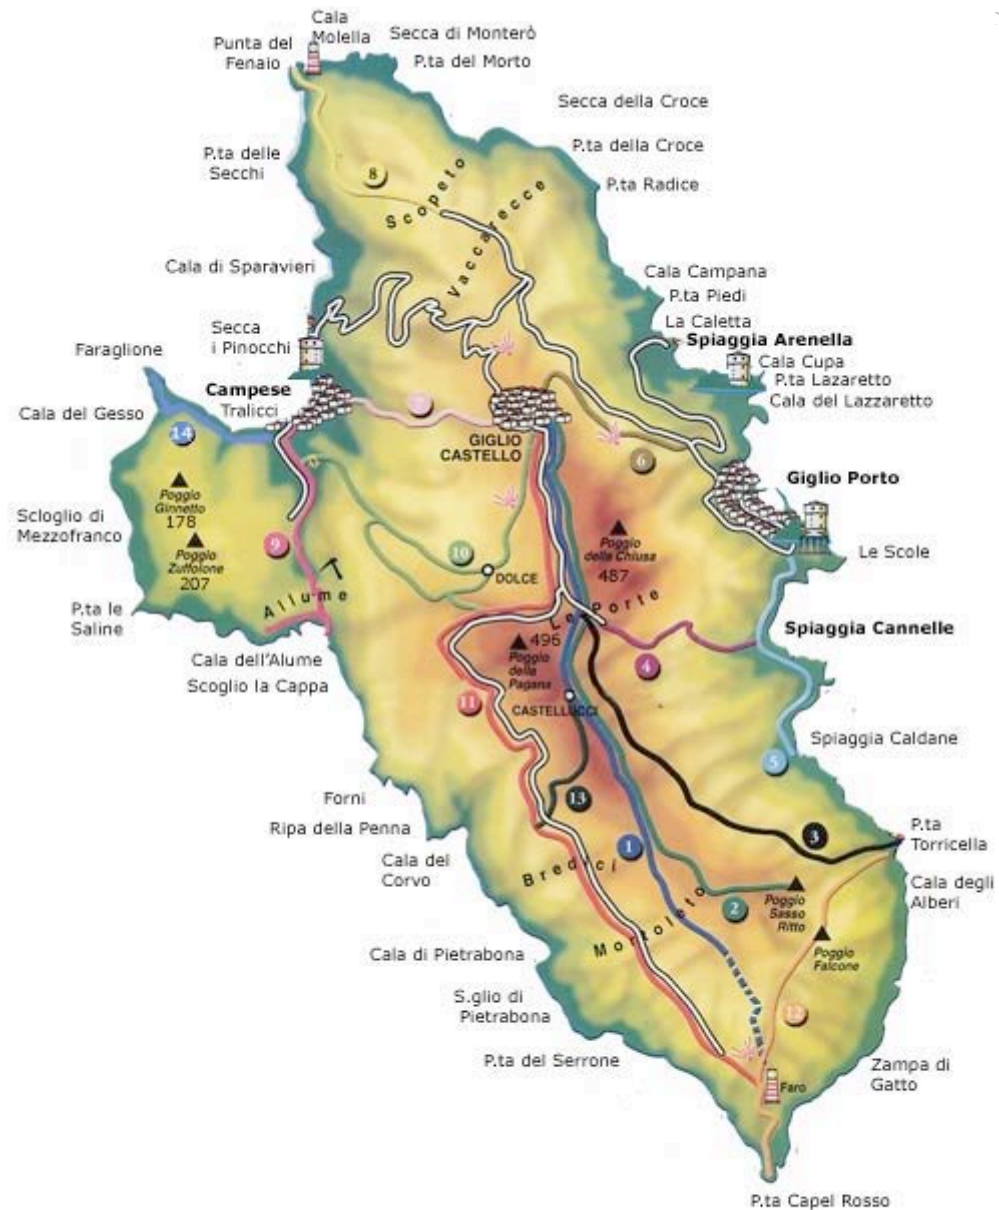 Cala
Molella
Secca di Monterò
Punta del
Fenaio
P.ta del Morto
Secca della Croce
P.ta della Croce
P.ta delle
Secchi
8
Scopeto
P.ta Radice
Vaccarecce
Cala di Sparavieri
Cala Campana
P.ta Piedi
La Caletta
Secca
i Pinocchi
Spiaggia Arenella
Faraglione
Cala Cupa
P.ta Lazaretto
Cala del Lazzaretto
Campese
Tralicci
Cala del Gesso
14
GIGLIO
CASTELLO
6
Giglio Porto
Poggio
Ginnetto
178
Scloglio di
Mezzofranco
Poggio
Zuffolone
207
9
10
DOLCE
Poggio
della Chiusa
487
Le Scole
Allume
P.ta le
Saline
Le Porte
Spiaggia Cannelle
496
Poggio
della
Pagana
4
Cala dell'Alume
Scoglio la Cappa
11
CASTELLUCCI
Spiaggia Caldane
5
Forni
Ripa della Penna
13
1
3
P.ta
Torricella
Cala del
Corvo
Bredici
Cala degli
Alberi
Poggio
Sasso
Ritto
2
Mortoleto
Poggio
Falcone
Cala di Pietrabona
S.glio di
Pietrabona
12
P.ta del Serrone
Zampa di
Gatto
Faro
P.ta Capel Rosso